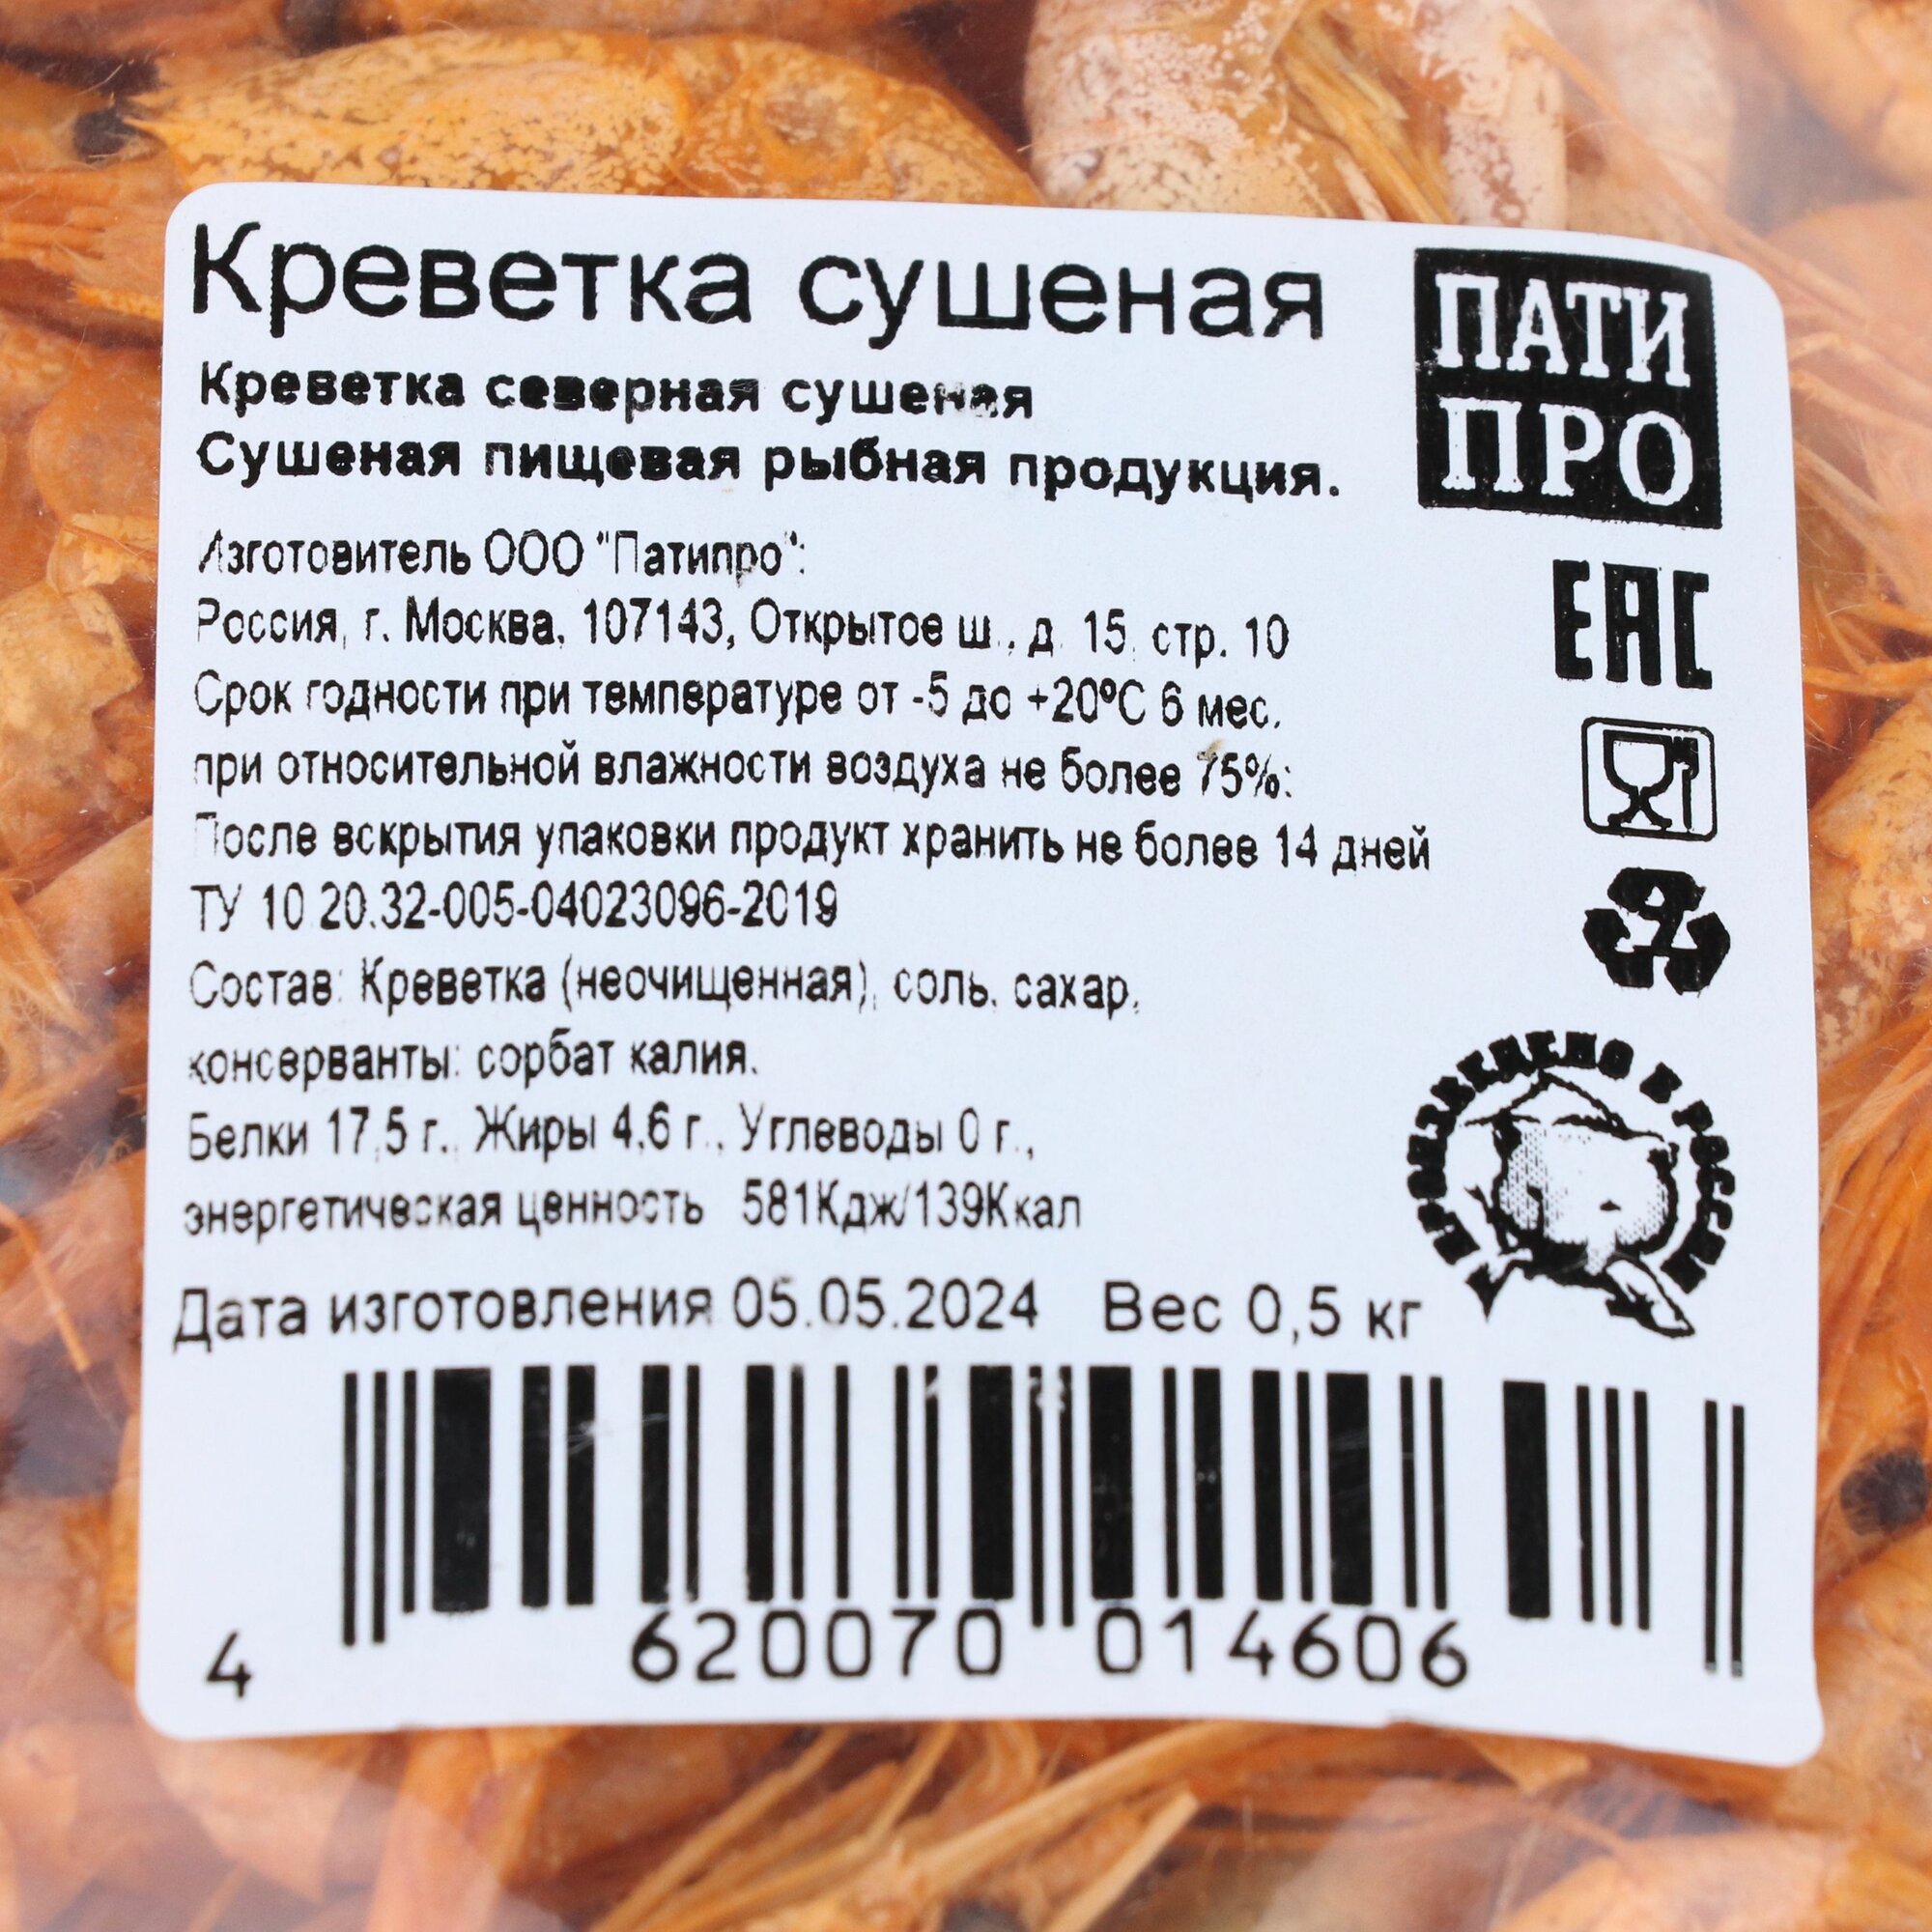 Креветка сушеная
ПАТИ
ПРО
Креветка северная сушеная
Сушеная пищевая рыбная продукция.
Изготовитель ООО "Патипро":
Россия, г. Москва, 107143, Открытое ш., д. 15, стр. 10
Срок годности при температуре от -5 до +20ºС 6 мес.
при относительной влажности воздуха не более 75%:
После вскрытия упаковки продукт хранить не более 14 дней
ТУ 10.20.32-005-04023096-2019
Состав: Креветка (неочищенная), соль, сахар,
консерванты: сорбат калия.
Белки 17,5 г., Жиры 4,6 г., Углеводы 0 г.,
энергетическая ценность 581Кдж/139Ккал
EAC
ПРОИЗВЕДЕНО В РОССИИ
Дата изготовления 05.05.2024 Вес 0,5 кг
4 620070 014606